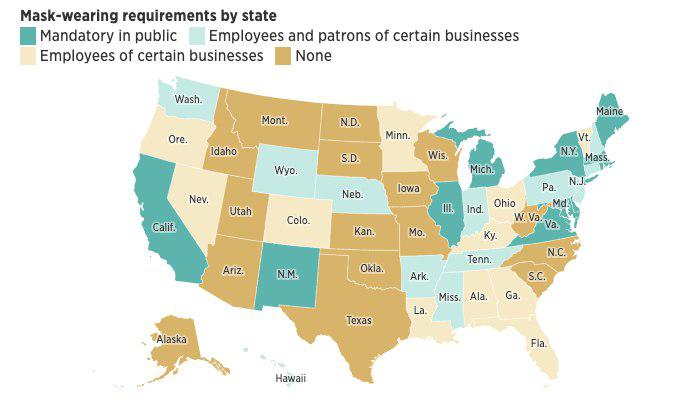 Mask-wearing requirements by state
Mandatory in public
Employees and patrons of certain businesses
Employees of certain businesses
None
Wash.
Ore.
Calif.
Nev.
Idaho
Mont.
Wyo.
Utah
Ariz.
Colo.
N.M.
N.D.
S.D.
Neb.
Kan.
Okla.
Texas
Minn.
Iowa
Mo.
Ark.
La.
Wis.
Ill.
Mich.
Ind.
Ohio
Ky.
Tenn.
Miss.
Ala.
Ga.
Fla.
S.C.
N.C.
Va.
W. Va.
Md.
Pa.
N.J.
N.Y.
Vt.
Mass.
Maine
Alaska
Hawaii